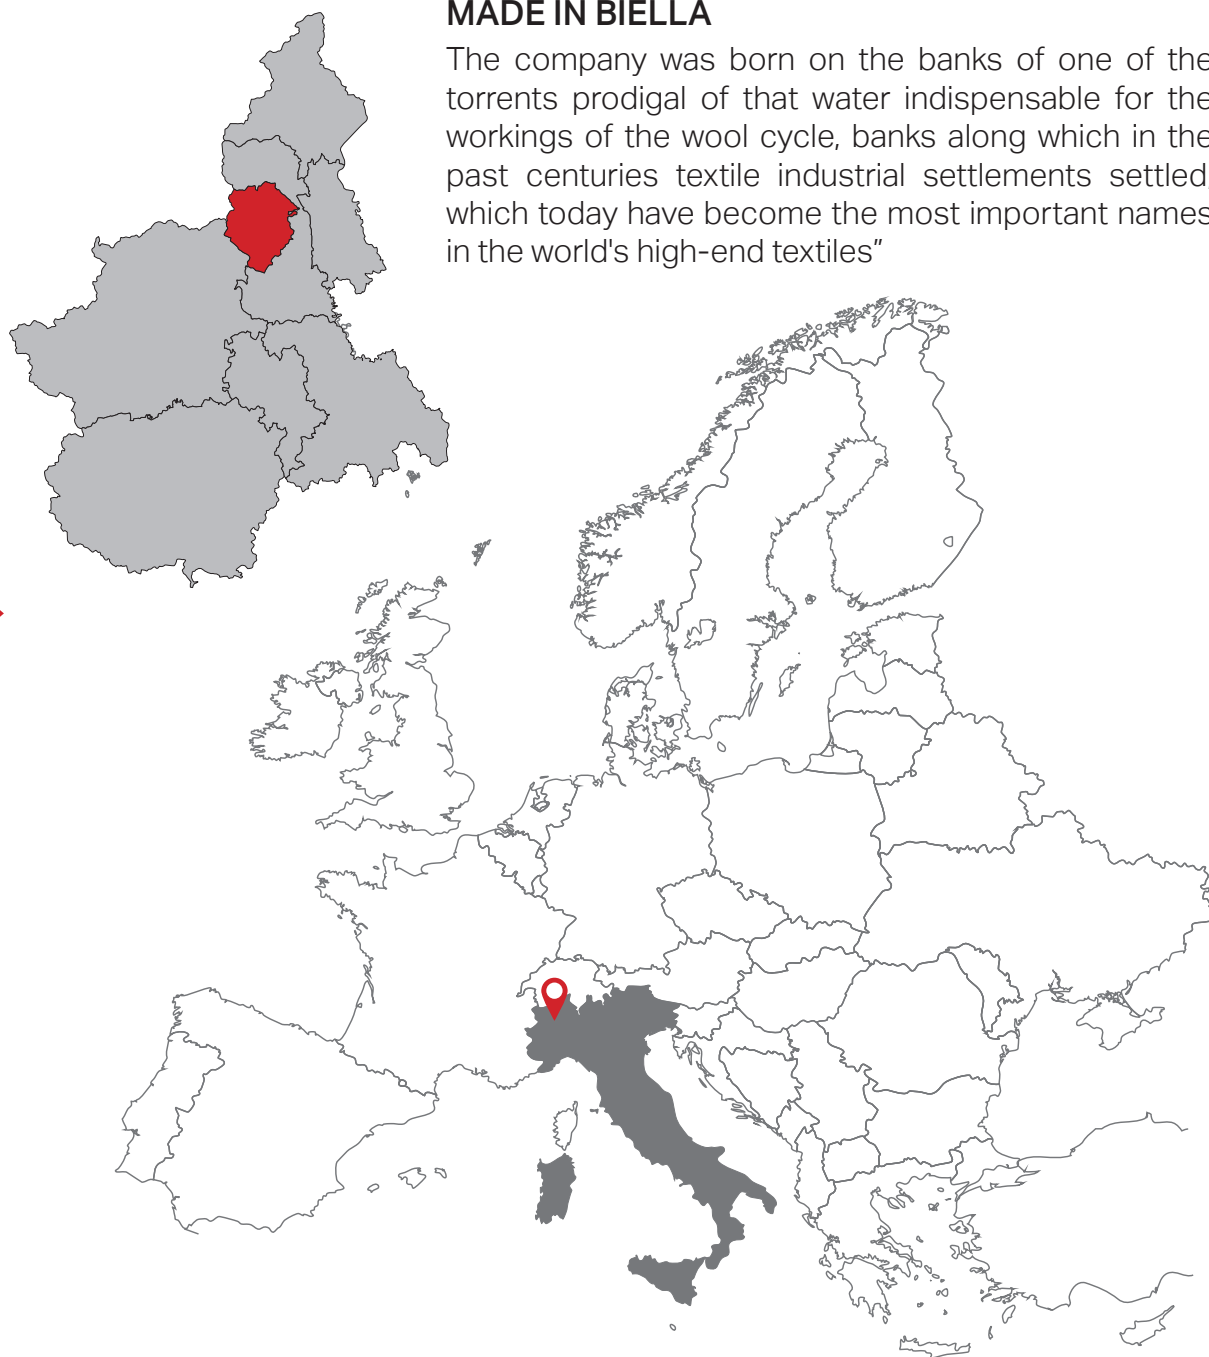 MADE IN BIELLA
The company was born on the banks of one of the
torrents prodigal of that water indispensable for the
workings of the wool cycle, banks along which in the
past centuries textile industrial settlements settled,
which today have become the most important names
in the world's high-end textiles”